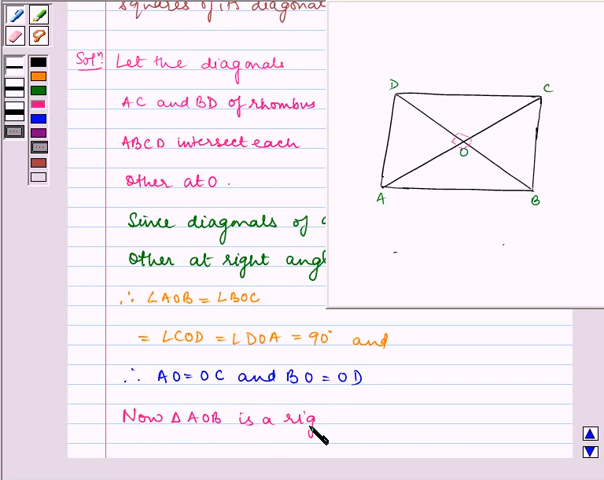 squares of its diagonal
Solⁿ. Let the diagonals
AC and BD of rhombus
ABCD intersect each
Other at O.
Since diagonals of a
Other at right angl
∴ ∠AOB = ∠BOC
= ∠COD = ∠DOA = 90° and
∴ AO = OC and BO = OD
Now △AOB is a rig
D
C
O
A
B